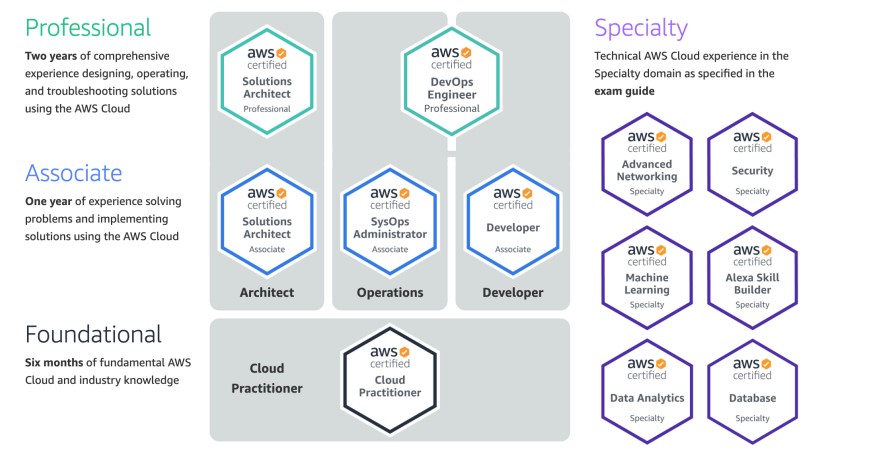 Professional
Two years of comprehensive
experience designing, operating,
and troubleshooting solutions
using the AWS Cloud
aws
certified
Solutions
Architect
Professional
aws
certified
DevOps
Engineer
Professional
Associate
One year of experience solving
problems and implementing
solutions using the AWS Cloud
aws
certified
Solutions
Architect
Associate
aws
certified
SysOps
Administrator
Associate
aws
certified
Developer
Associate
Architect
Operations
Developer
Foundational
Six months of fundamental AWS
Cloud and industry knowledge
Cloud
Practitioner
aws
certified
Cloud
Practitioner
Specialty
Technical AWS Cloud experience in the
Specialty domain as specified in the
exam guide
aws
certified
Advanced
Networking
Specialty
aws
certified
Security
Specialty
aws
certified
Machine
Learning
Specialty
aws
certified
Alexa Skill
Builder
Specialty
aws
certified
Data Analytics
Specialty
aws
certified
Database
Specialty